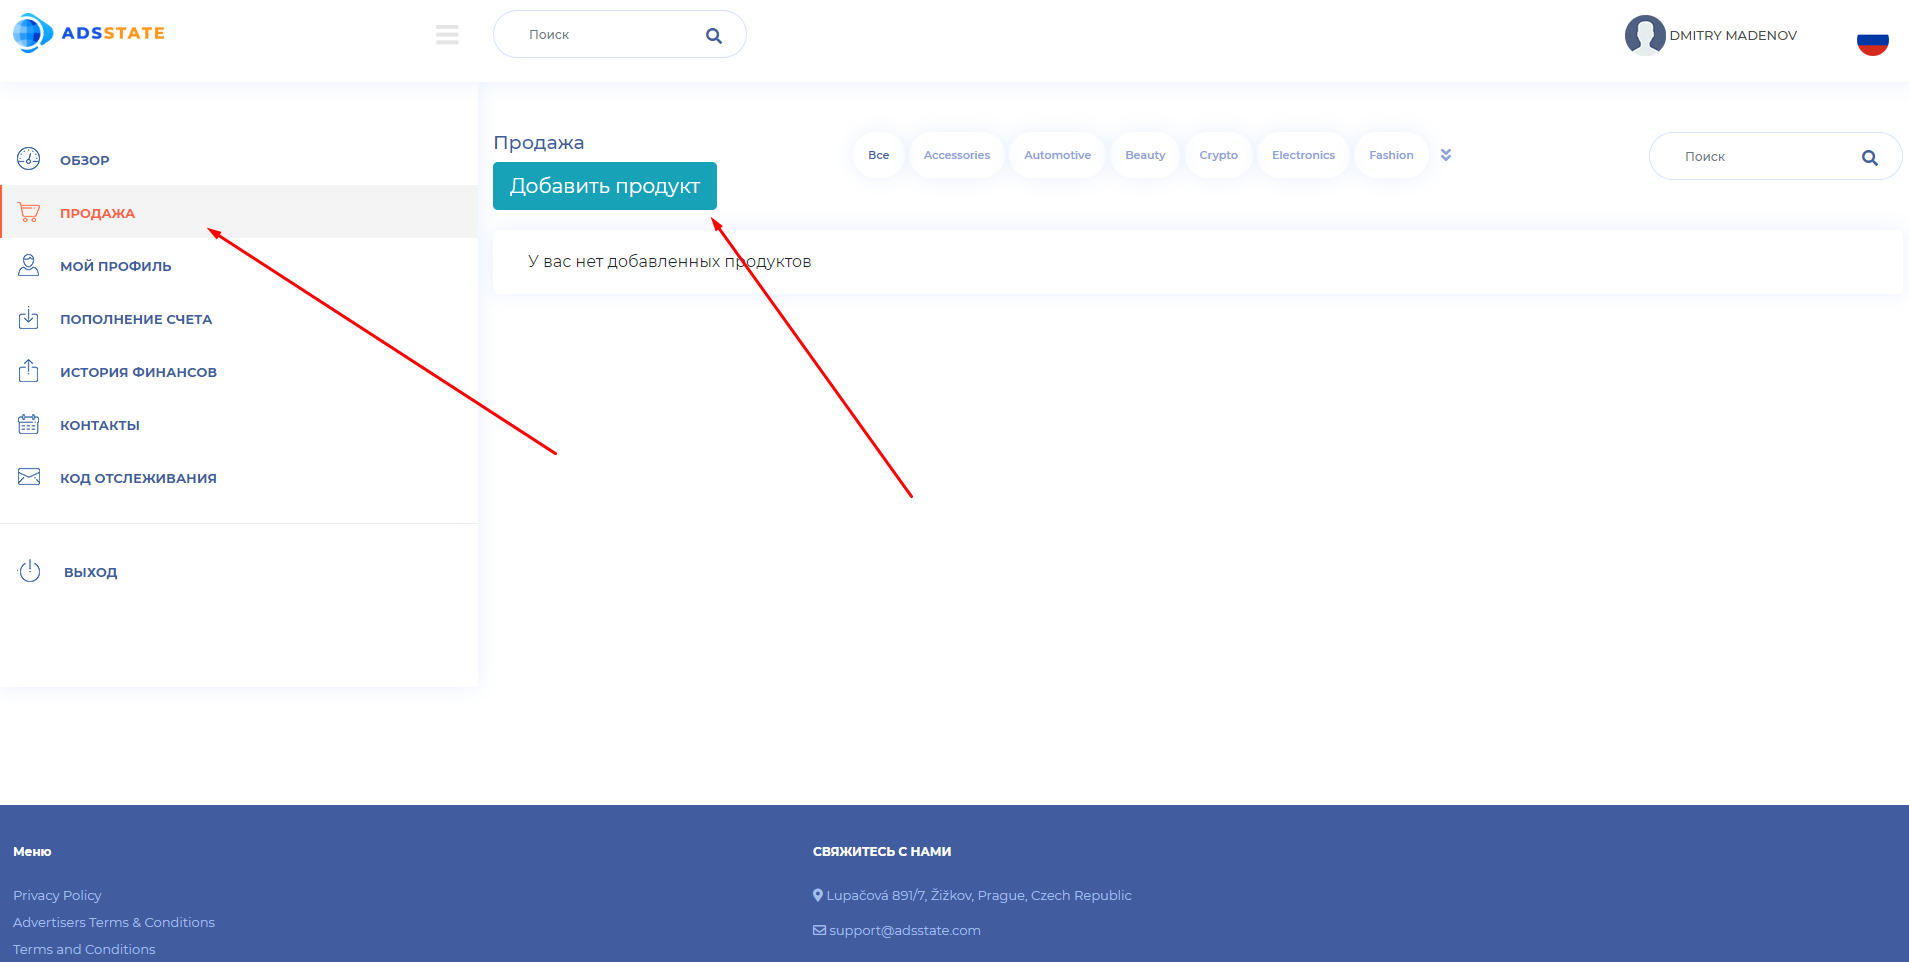 ADSSTATE
Поиск
DMITRY MADENOV
ОБЗОР
ПРОДАЖА
МОЙ ПРОФИЛЬ
ПОПОЛНЕНИЕ СЧЕТА
ИСТОРИЯ ФИНАНСОВ
КОНТАКТЫ
КОД ОТСЛЕЖИВАНИЯ
ВЫХОД
Продажа
Добавить продукт
Все Accessories Automotive Beauty Crypto Electronics Fashion
Поиск
У вас нет добавленных продуктов
Меню
Privacy Policy
Advertisers Terms & Conditions
Terms and Conditions
СВЯЖИТЕСЬ С НАМИ
Lupačová 891/7, Žižkov, Prague, Czech Republic
support@adsstate.com